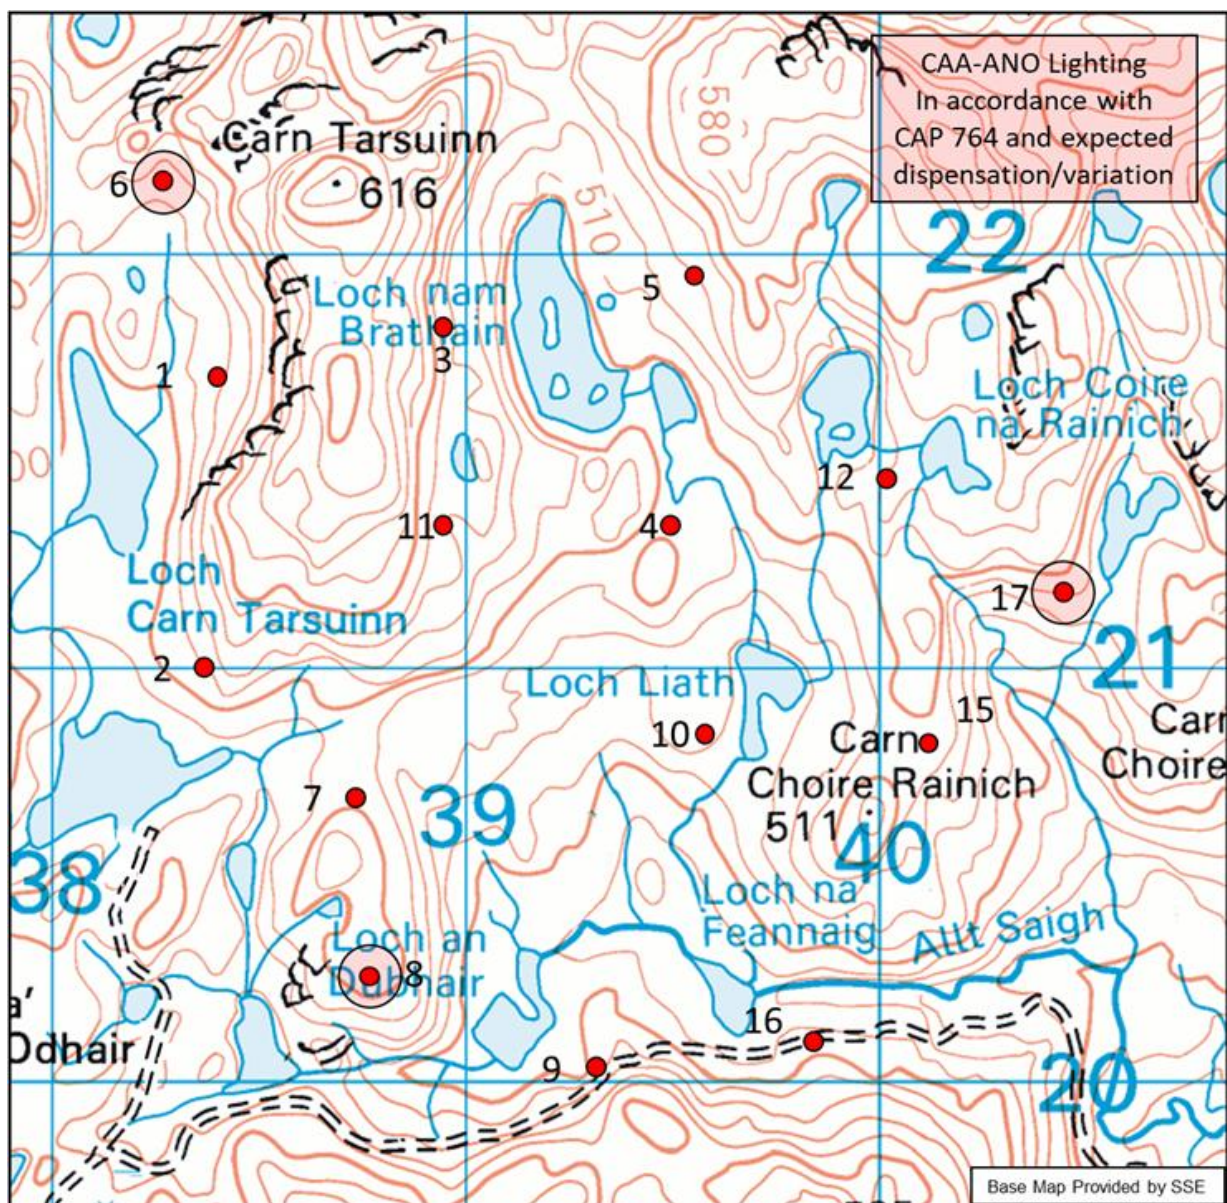 CAA-ANO Lighting
In accordance with
CAP 764 and expected
dispensation/variation
580
Carn Tarsuinn
616
6
510
22
5
Loch nam
Brathain
3
1
Loch Coire
na Rainich
12
11
4
Loch
Carn Tarsuinn
17
2
21
Loch Liath
15
10
Carn
Choire Rainich
511
Carr
Choire
7
39
40
38
Loch na
Feannaig
Allt Saigh
Loch an
Dubhair
8
a'
Odhair
16
9
20
Base Map Provided by SSE